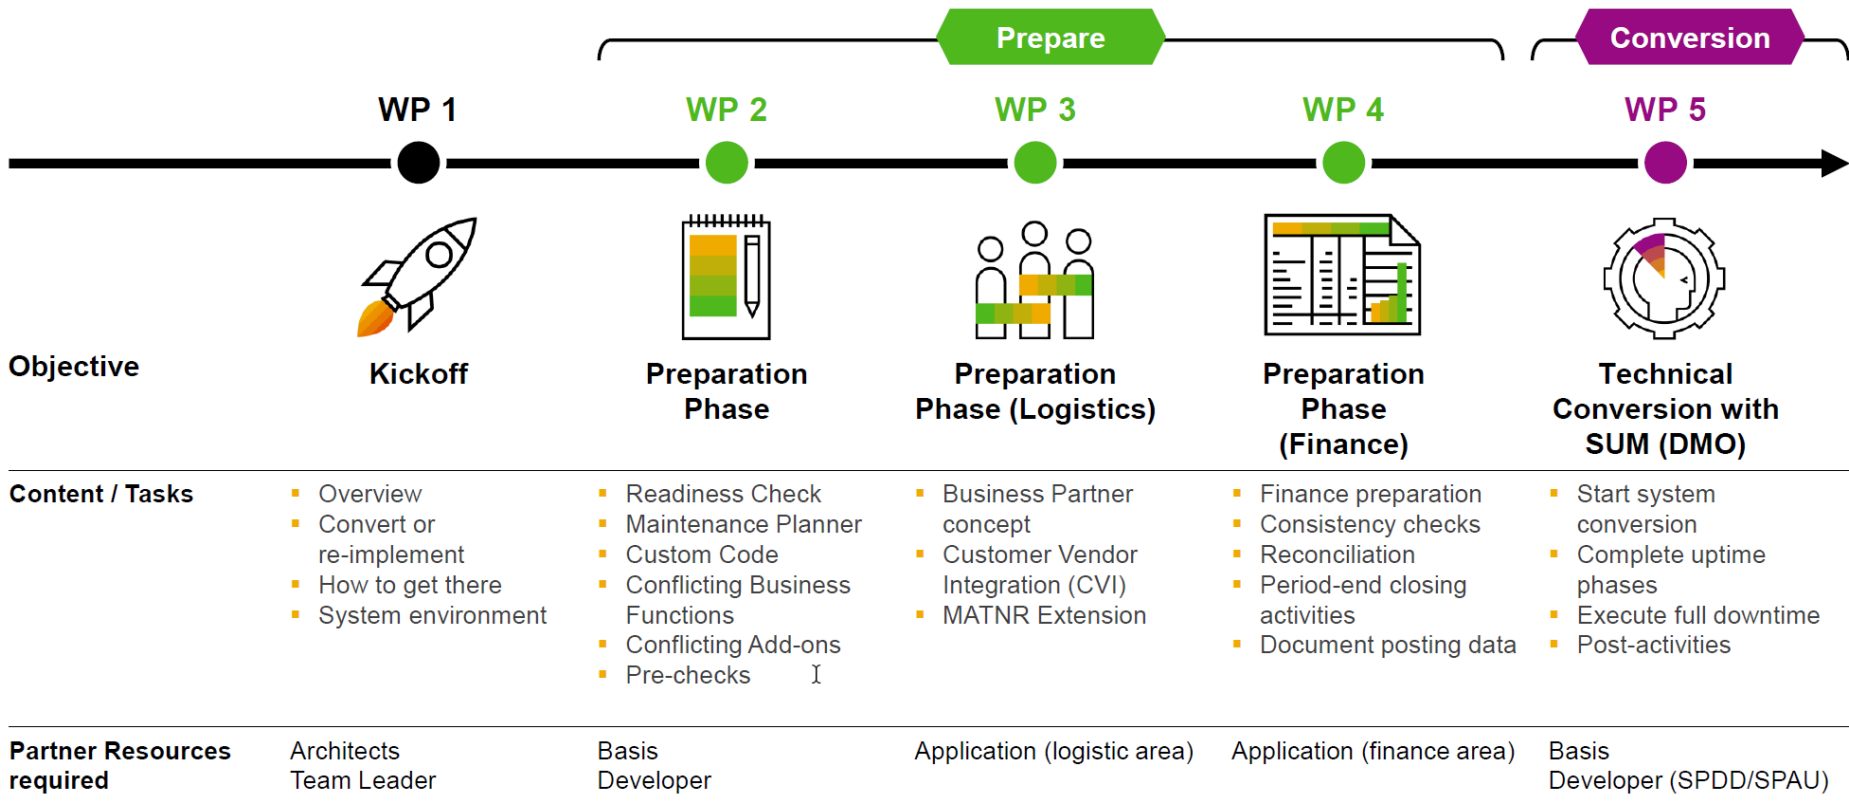 Prepare
Conversion
WP 1
WP 2
WP 3
WP 4
WP 5
Objective
Kickoff
Preparation
Phase
Preparation
Phase (Logistics)
Preparation
Phase
(Finance)
Technical
Conversion with
SUM (DMO)
Content / Tasks
Overview
Convert or
re-implement
How to get there
System environment
Readiness Check
Maintenance Planner
Custom Code
Conflicting Business
Functions
Conflicting Add-ons
Pre-checks
Business Partner
concept
Customer Vendor
Integration (CVI)
MATNR Extension
Finance preparation
Consistency checks
Reconciliation
Period-end closing
activities
Document posting data
Start system
conversion
Complete uptime
phases
Execute full downtime
Post-activities
Partner Resources
required
Architects
Team Leader
Basis
Developer
Application (logistic area)
Application (finance area)
Basis
Developer (SPDD/SPAU)